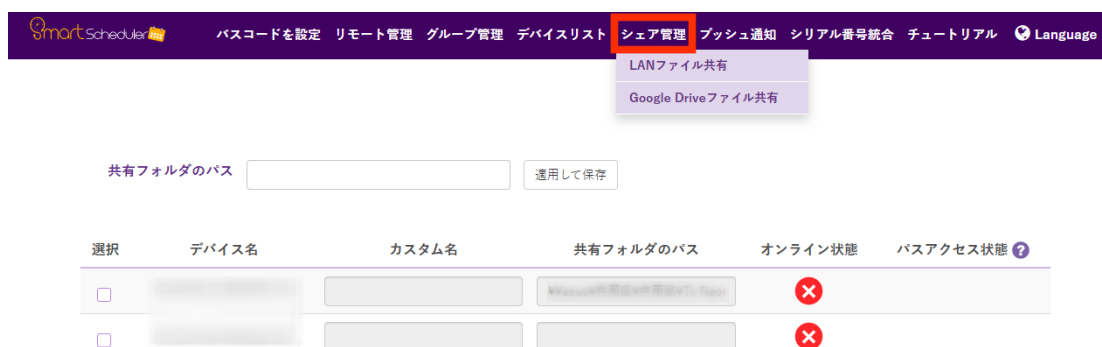 Smart Scheduler パスコードを設定 リモート管理 グループ管理 デバイスリスト シェア管理 プッシュ通知 シリアル番号統合 チュートリアル Language
LANファイル共有
Google Driveファイル共有
共有フォルダのパス 適用して保存
選択 デバイス名 カスタム名 共有フォルダのパス オンライン状態 パスアクセス状態 ?